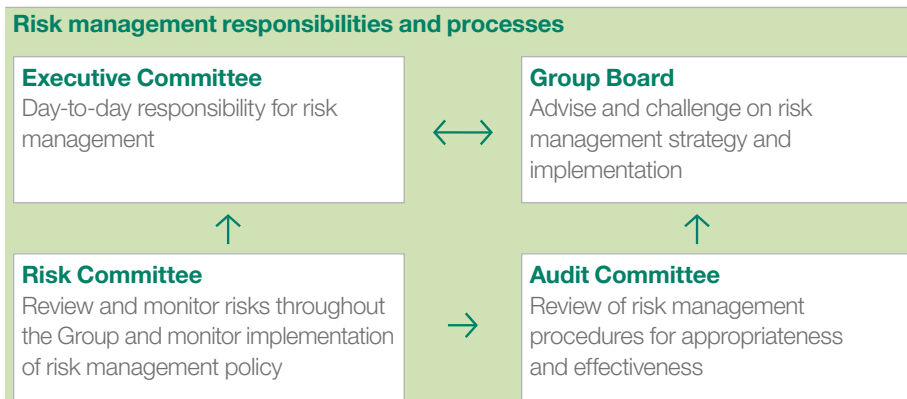 Risk management responsibilities and processes
Executive Committee
Day-to-day responsibility for risk
management
Group Board
Advise and challenge on risk
management strategy and
implementation
Risk Committee
Review and monitor risks throughout
the Group and monitor implementation
of risk management policy
Audit Committee
Review of risk management
procedures for appropriateness
and effectiveness